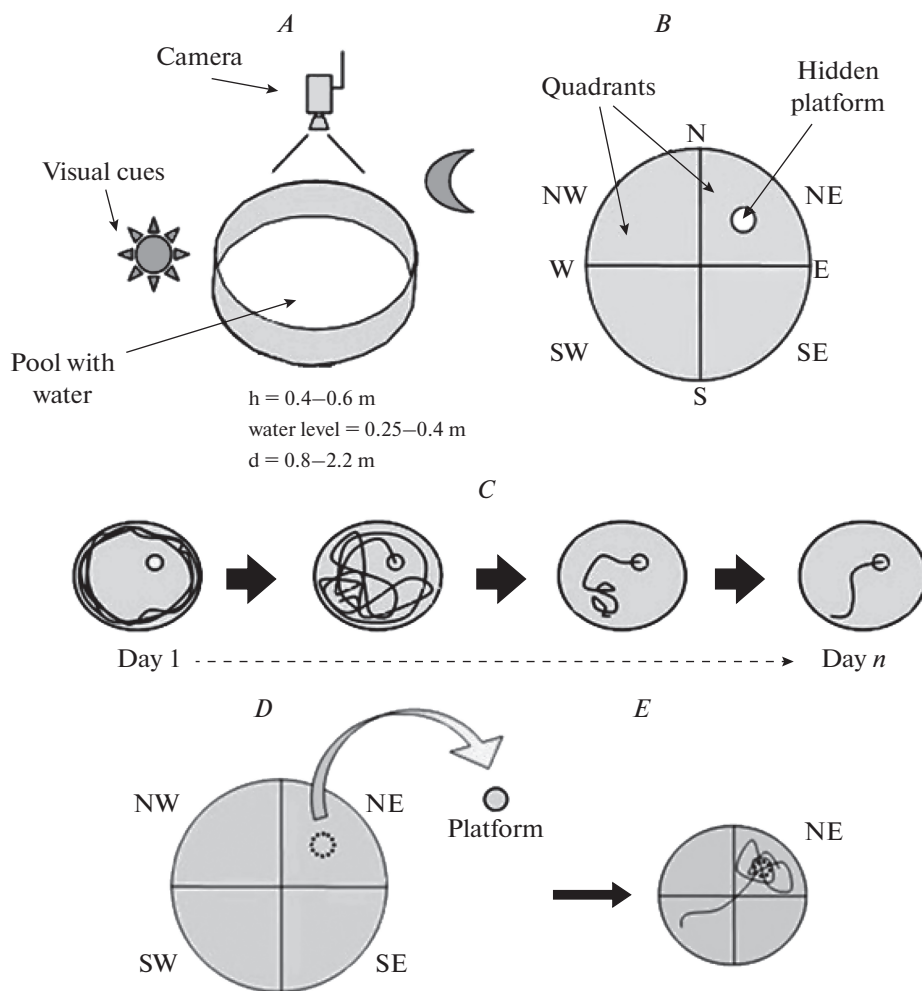 A
Camera
Visual cues
Pool with
water
h = 0.4–0.6 m
water level = 0.25–0.4 m
d = 0.8–2.2 m
B
Quadrants
Hidden
platform
N
NW
NE
W
E
SW
SE
S
C
Day 1
Day n
D
NW
NE
SW
SE
Platform
E
NE